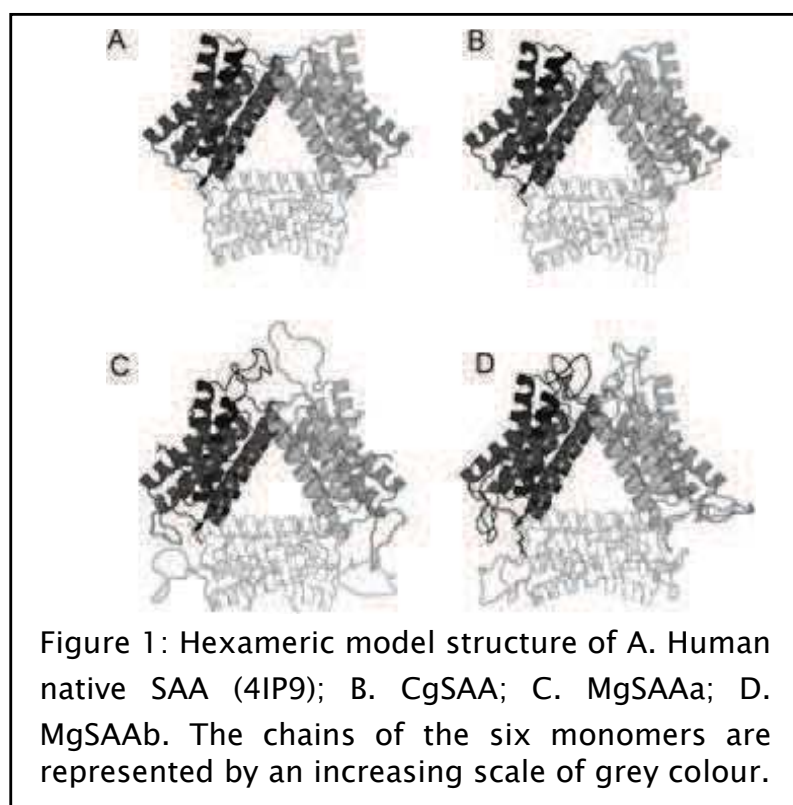 A
B
C
D
Figure 1: Hexameric model structure of A. Human
native SAA (4IP9); B. CgSAA; C. MgSAAa; D.
MgSAAb. The chains of the six monomers are
represented by an increasing scale of grey colour.